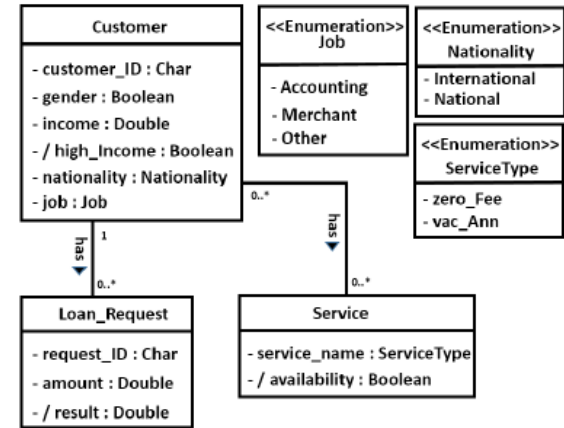 Customer
- customer_ID : Char
- gender : Boolean
- income : Double
- / high_Income : Boolean
- nationality : Nationality
- job : Job
<<Enumeration>>
Job
- Accounting
- Merchant
- Other
<<Enumeration>>
Nationality
- International
- National
<<Enumeration>>
ServiceType
- zero_Fee
- vac_Ann
1
has
0..*
0..*
has
0..*
Loan_Request
- request_ID : Char
- amount : Double
- / result : Double
Service
- service_name : ServiceType
- / availability : Boolean